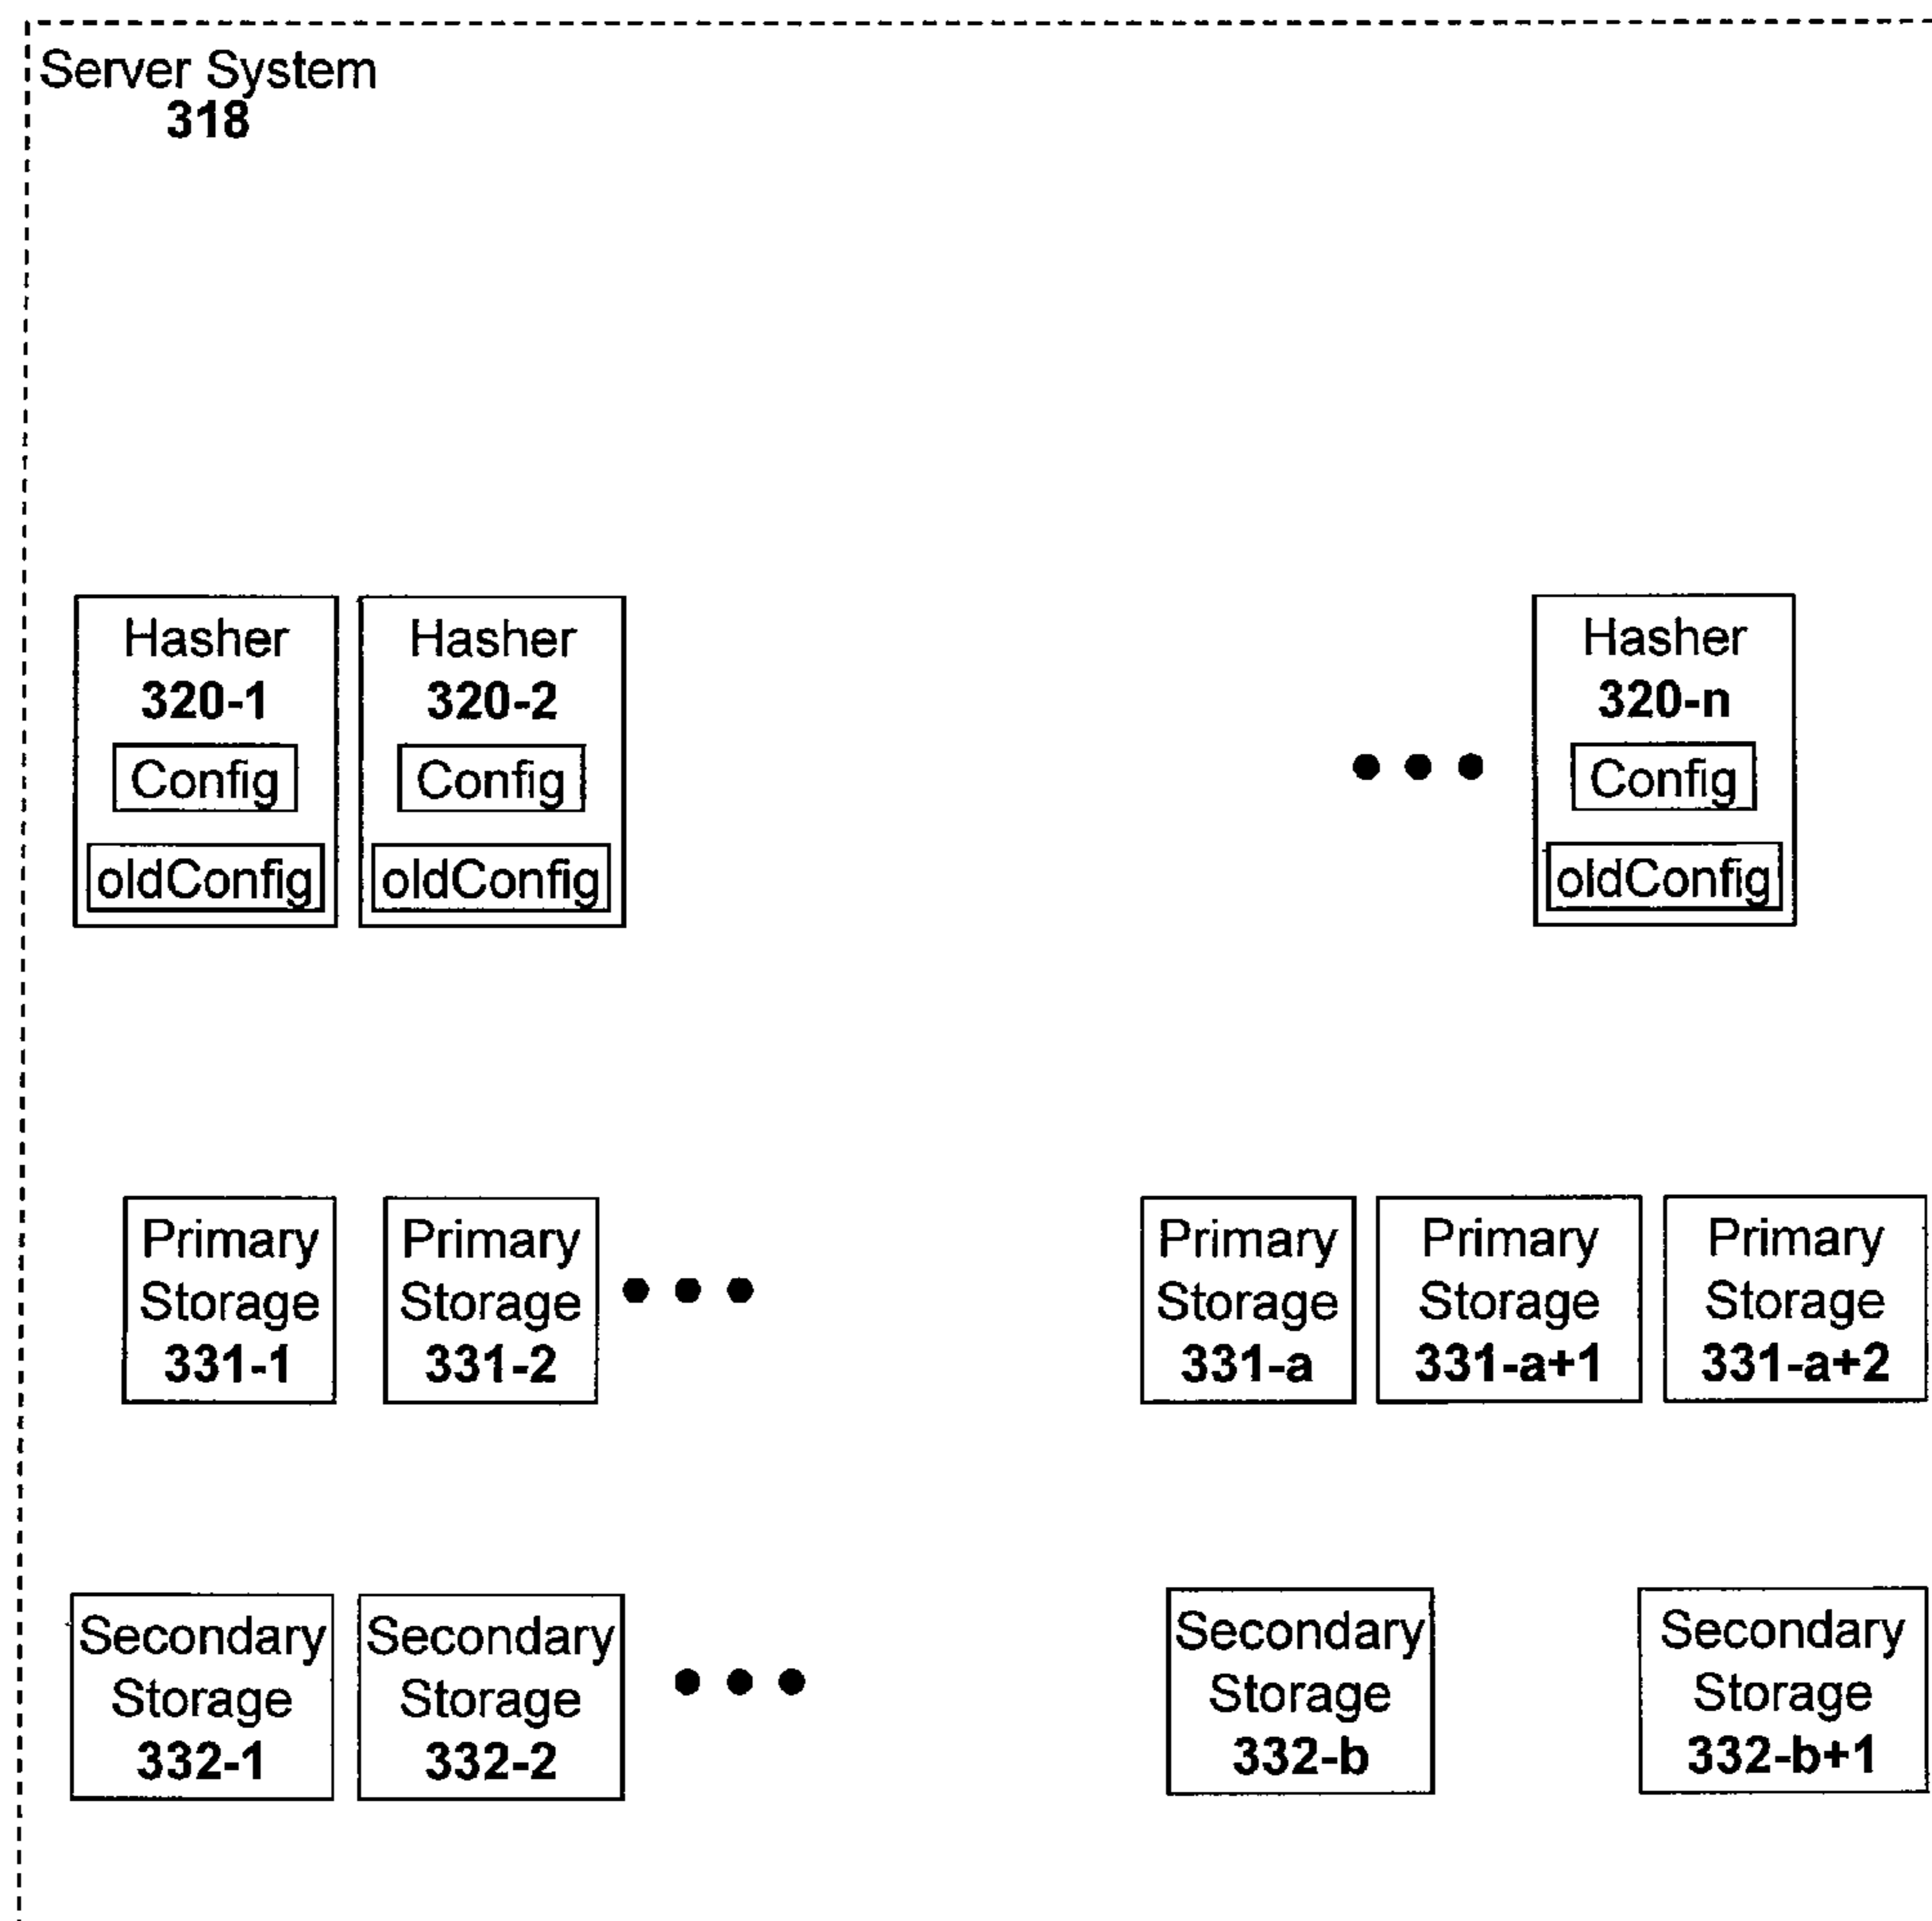 Server System
318
Hasher
320-1
Config
oldConfig
Hasher
320-2
Config
oldConfig
Hasher
320-n
Config
oldConfig
Primary
Storage
331-1
Primary
Storage
331-2
Primary
Storage
331-a
Primary
Storage
331-a+1
Primary
Storage
331-a+2
Secondary
Storage
332-1
Secondary
Storage
332-2
Secondary
Storage
332-b
Secondary
Storage
332-b+1